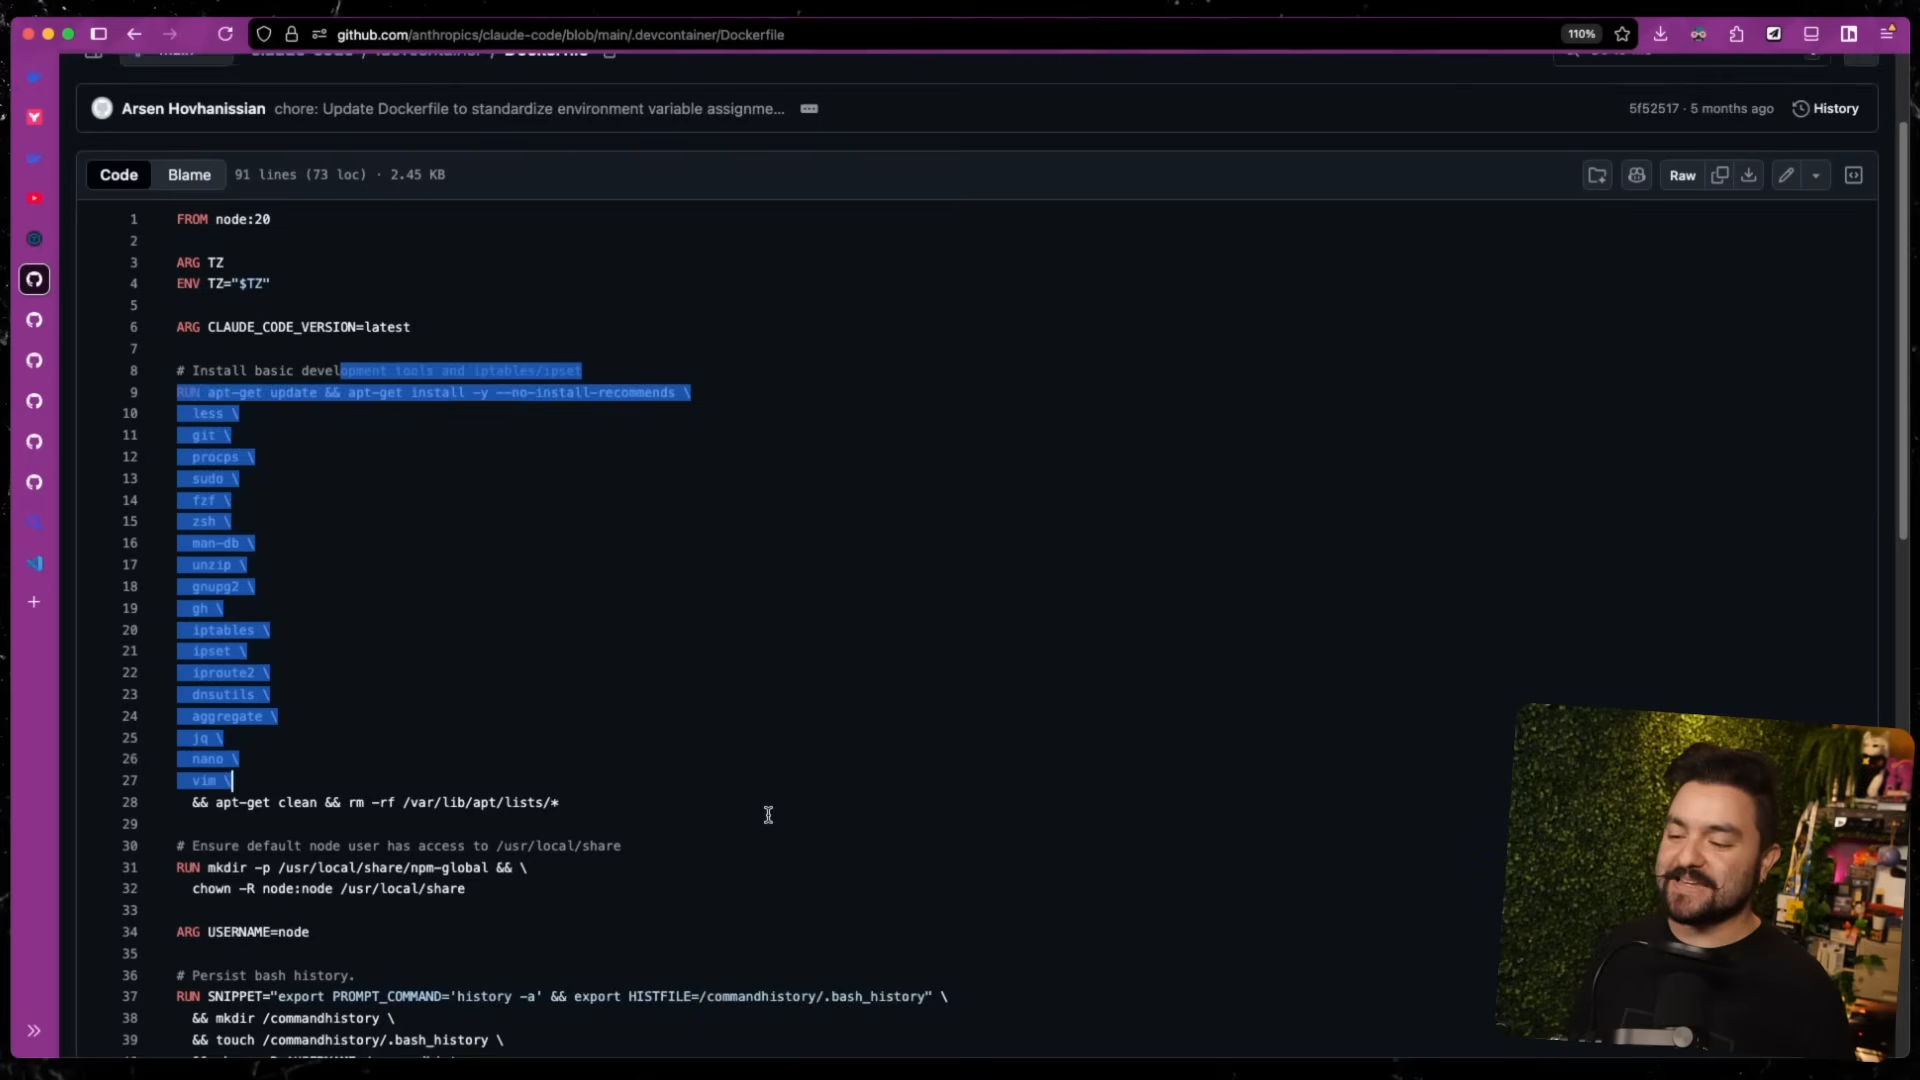 github.com/anthropics/claude-code/blob/main/.devcontainer/Dockerfile
110%
Arsen Hovhanissian chore: Update Dockerfile to standardize environment variable assignme...
5f52517 · 5 months ago
History
Code
Blame
91 lines (73 loc) · 2.45 KB
Raw
1 FROM node:20
2
3 ARG TZ
4 ENV TZ="$TZ"
5
6 ARG CLAUDE_CODE_VERSION=latest
7
8 # Install basic development tools and iptables/ipset
9 RUN apt-get update && apt-get install -y --no-install-recommends \
10 less \
11 git \
12 procps \
13 sudo \
14 fzf \
15 zsh \
16 man-db \
17 unzip \
18 gnupg2 \
19 gh \
20 iptables \
21 ipset \
22 iproute2 \
23 dnsutils \
24 aggregate \
25 jq \
26 nano \
27 vim \
28 && apt-get clean && rm -rf /var/lib/apt/lists/*
29
30 # Ensure default node user has access to /usr/local/share
31 RUN mkdir -p /usr/local/share/npm-global && \
32 chown -R node:node /usr/local/share
33
34 ARG USERNAME=node
35
36 # Persist bash history.
37 RUN SNIPPET="export PROMPT_COMMAND='history -a' && export HISTFILE=/commandhistory/.bash_history" \
38 && mkdir /commandhistory \
39 && touch /commandhistory/.bash_history \